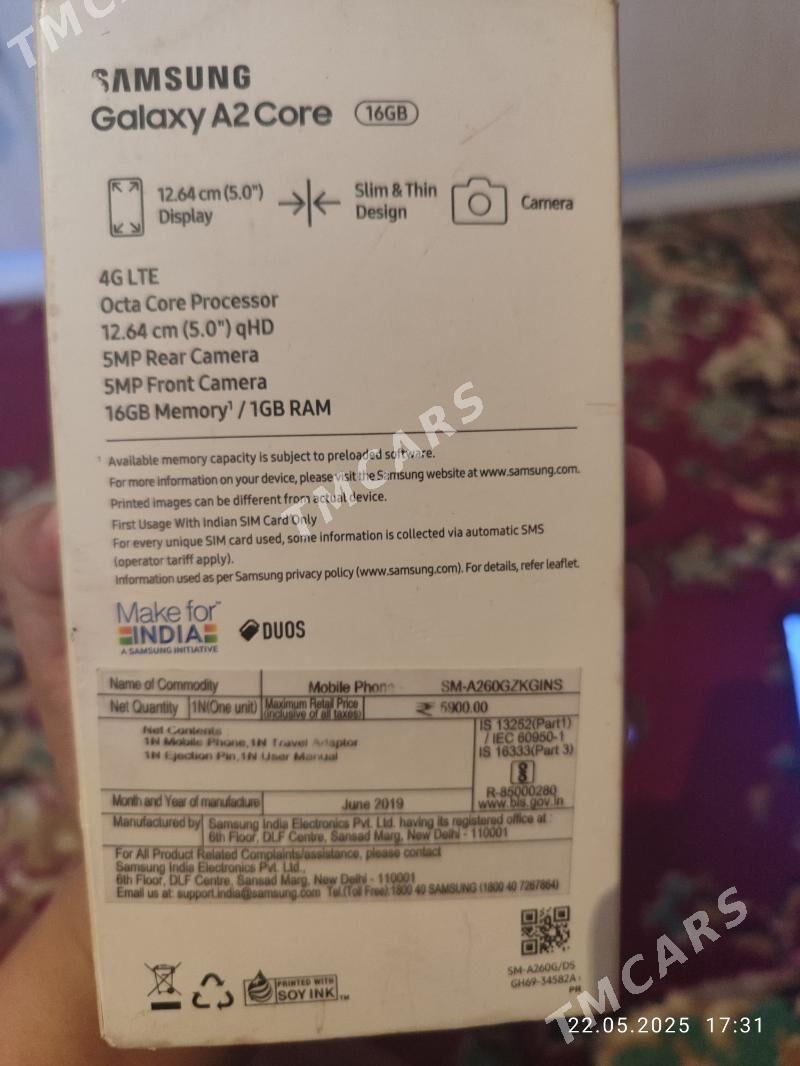 SAMSUNG
Galaxy A2 Core 16GB
12.64 cm (5.0")
Display
Slim & Thin
Design
Camera
4G LTE
Octa Core Processor
12.64 cm (5.0") qHD
5MP Rear Camera
5MP Front Camera
16GB Memory¹ / 1GB RAM
¹ Available memory capacity is subject to preloaded software.
For more information on your device, please visit the Samsung website at www.samsung.com.
Printed images can be different from actual device.
First Usage With Indian SIM Card Only
For every unique SIM card used, some information is collected via automatic SMS
(operator tariff apply).
Information used as per Samsung privacy policy (www.samsung.com). For details, refer leaflet.
Make for™
INDIA
A SAMSUNG INITIATIVE
DUOS
Name of Commodity Mobile Phone SM-A260GZKGINS
Net Quantity 1N(One unit) Maximum Retail Price
(inclusive of all taxes) ₹ 5900.00
Net Contents
1N Mobile Phone,1N Travel Adaptor
1N Ejection Pin,1N User Manual
IS 13252(Part1)
/ IEC 60950-1
IS 16333(Part 3)
R-85000280
www.bis.gov.in
Month and Year of manufacture June 2019
Manufactured by Samsung India Electronics Pvt. Ltd. having its registered office at :
6th Floor, DLF Centre, Sansad Marg, New Delhi - 110001
For All Product Related Complaints/assistance, please contact
Samsung India Electronics Pvt. Ltd.,
6th Floor, DLF Centre, Sansad Marg, New Delhi - 110001
Email us at: support.india@samsung.com Tel.(Toll Free):1800 40 SAMSUNG (1800 40 7267864)
SM-A260G/DS
GH69-34582A
PR
PRINTED WITH
SOY INK™
TMCARS
TMCARS
TMCARS
22.05.2025 17:31